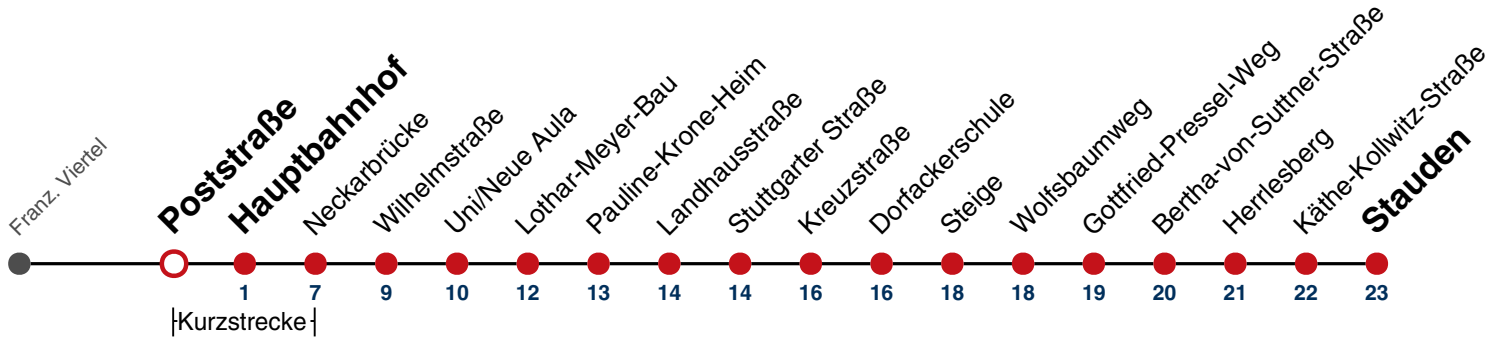 Franz. Viertel
Poststraße
Hauptbahnhof
Neckarbrücke
Wilhelmstraße
Uni/Neue Aula
Lothar-Meyer-Bau
Pauline-Krone-Heim
Landhausstraße
Stuttgarter Straße
Kreuzstraße
Dorfackerschule
Steige
Wolfsbaumweg
Gottfried-Pressel-Weg
Bertha-von-Suttner-Straße
Herrlesberg
Käthe-Kollwitz-Straße
Stauden
1 7 9 10 12 13 14 14 16 16 18 18 19 20 21 22 23
Kurzstrecke